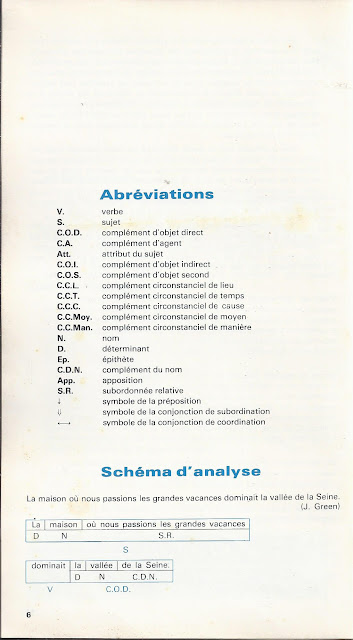 Abréviations
V. verbe
S. sujet
C.O.D. complément d'objet direct
C.A. complément d'agent
Att. attribut du sujet
C.O.I. complément d'objet indirect
C.O.S. complément d'objet second
C.C.L. complément circonstanciel de lieu
C.C.T. complément circonstanciel de temps
C.C.C. complément circonstanciel de cause
C.C.Moy. complément circonstanciel de moyen
C.C.Man. complément circonstanciel de manière
N. nom
D. déterminant
Ep. épithète
C.D.N. complément du nom
App. apposition
S.R. subordonnée relative
↓ symbole de la préposition
⇓ symbole de la conjonction de subordination
⟷ symbole de la conjonction de coordination
Schéma d'analyse
La maison où nous passions les grandes vacances dominait la vallée de la Seine.
(J. Green)
La maison où nous passions les grandes vacances
D N S.R.
S
dominait la vallée de la Seine.
D N C.D.N.
V C.O.D.
6